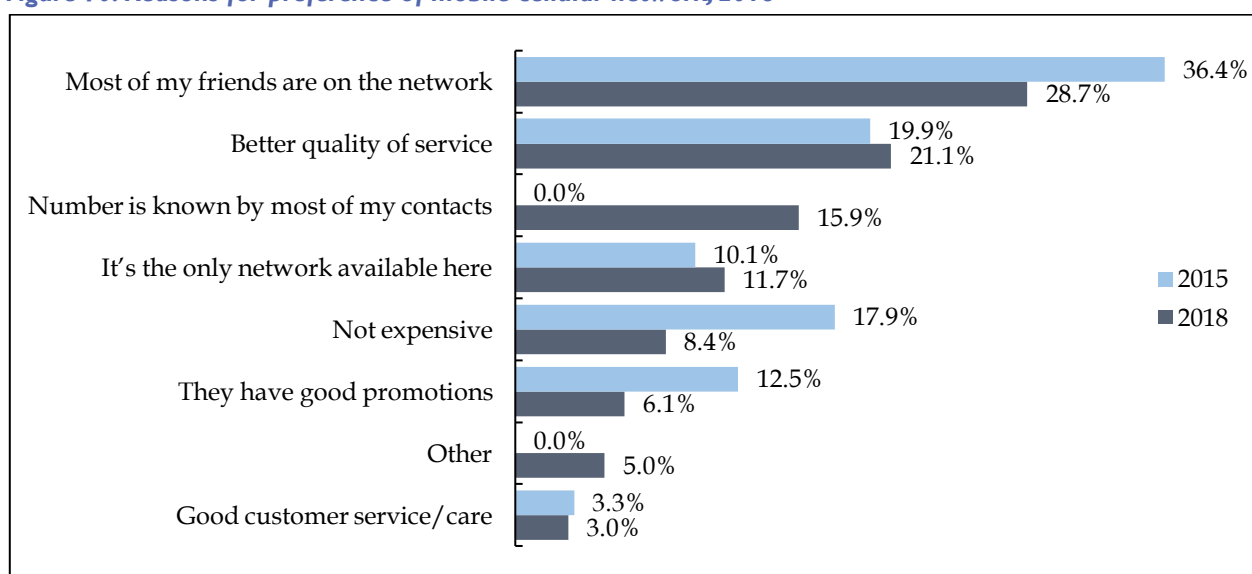 Most of my friends are on the network
36.4%
28.7%
Better quality of service
19.9%
21.1%
Number is known by most of my contacts
0.0%
15.9%
It's the only network available here
10.1%
11.7%
Not expensive
17.9%
8.4%
They have good promotions
12.5%
6.1%
Other
0.0%
5.0%
Good customer service/care
3.3%
3.0%
2015
2018